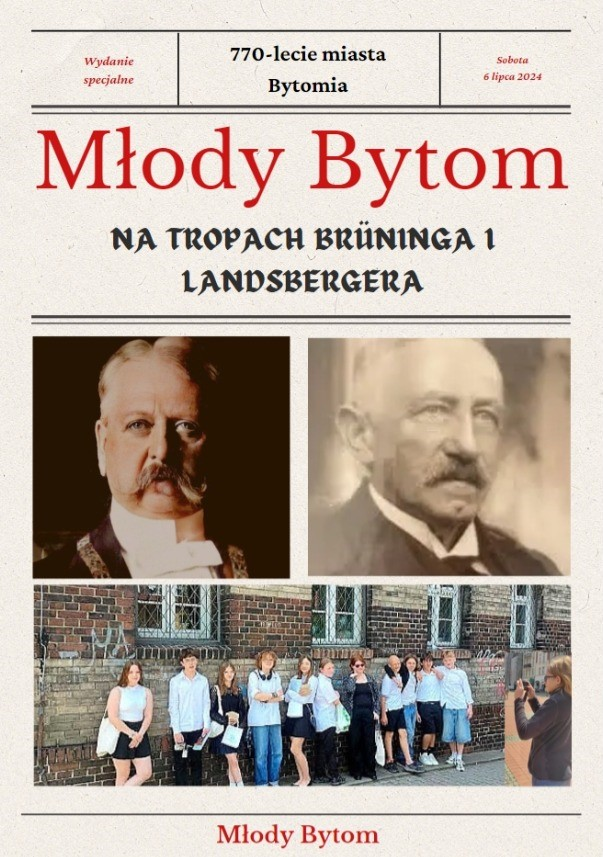 Wydanie
specjalne
770-lecie miasta
Bytomia
Sobota
6 lipca 2024
Młody Bytom
NA TROPACH BRÜNINGA I
LANDSBERGERA
Młody Bytom